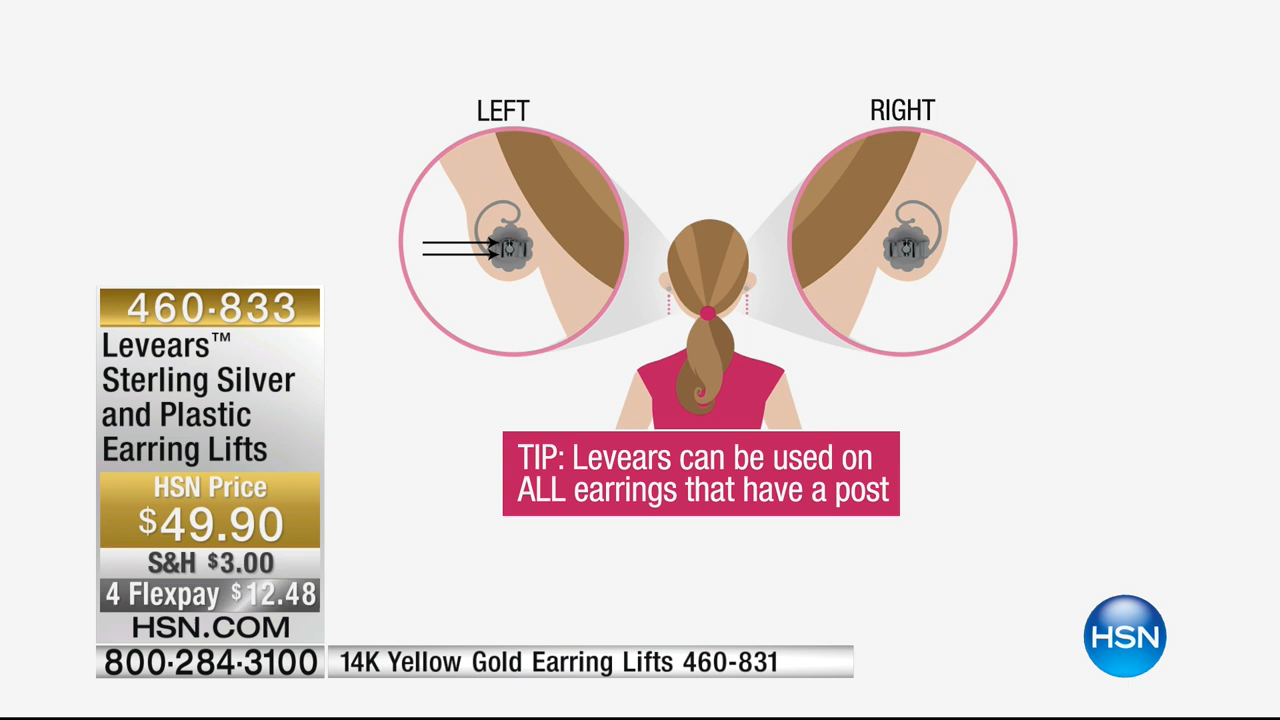 LEFT
RIGHT
460·833
Levears™
Sterling Silver
and Plastic
Earring Lifts
HSN Price
$49.90
S&H $3.00
4 Flexpay $12.48
HSN.COM
800·284·3100
14K Yellow Gold Earring Lifts 460-831
TIP: Levears can be used on
ALL earrings that have a post
HSN